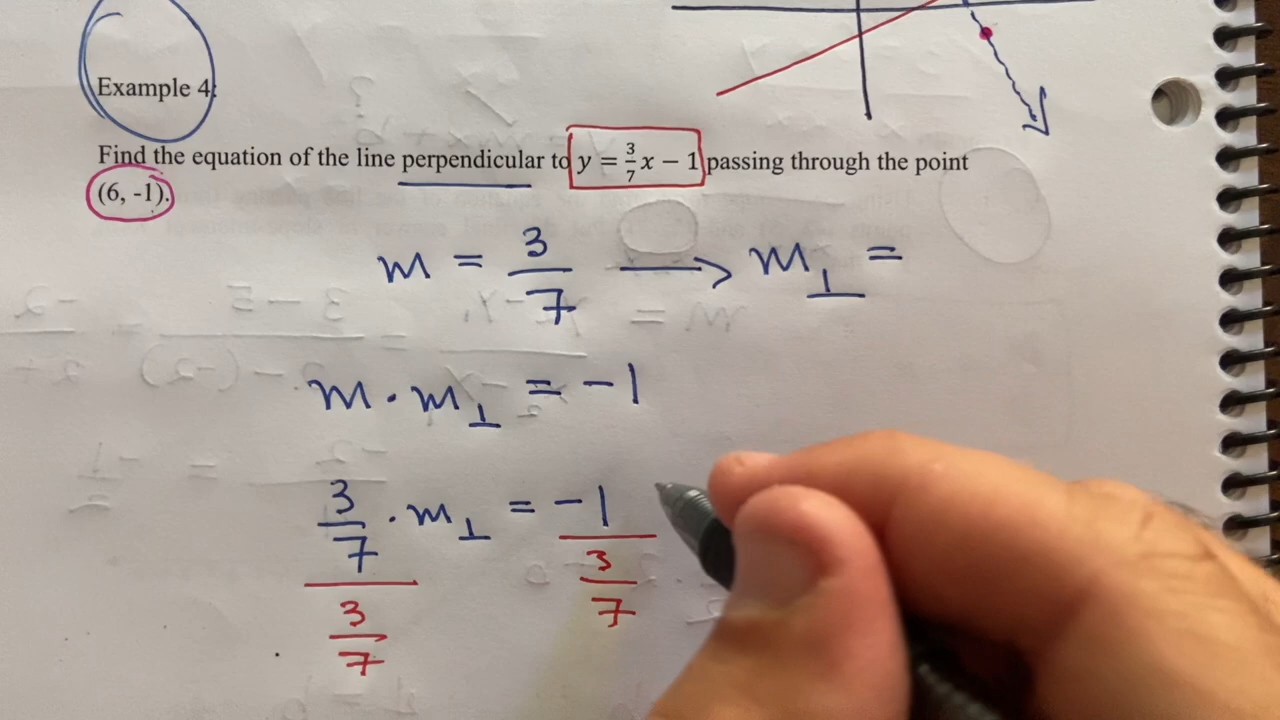 Example 4:
Find the equation of the line perpendicular to y = 3/7 x − 1 passing through the point
(6, -1).
m = 3/7 → m⊥ =
m · m⊥ = −1
3/7 · m⊥ = −1
3/7 3/7